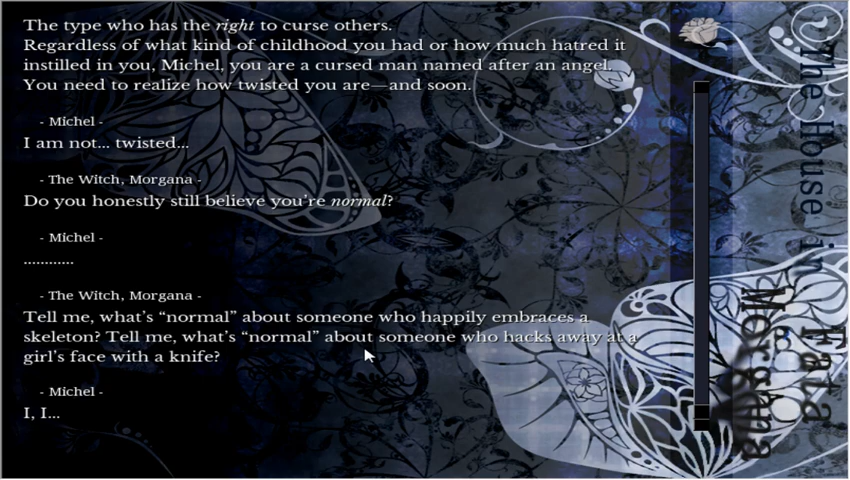 The type who has the right to curse others.
Regardless of what kind of childhood you had or how much hatred it
instilled in you, Michel, you are a cursed man named after an angel.
You need to realize how twisted you are—and soon.
- Michel -
I am not... twisted...
- The Witch, Morgana -
Do you honestly still believe you’re normal?
- Michel -
............
- The Witch, Morgana -
Tell me, what’s “normal” about someone who happily embraces a
skeleton? Tell me, what’s “normal” about someone who hacks away at a
girl’s face with a knife?
- Michel -
I, I...
The House in
Fata
Morgana